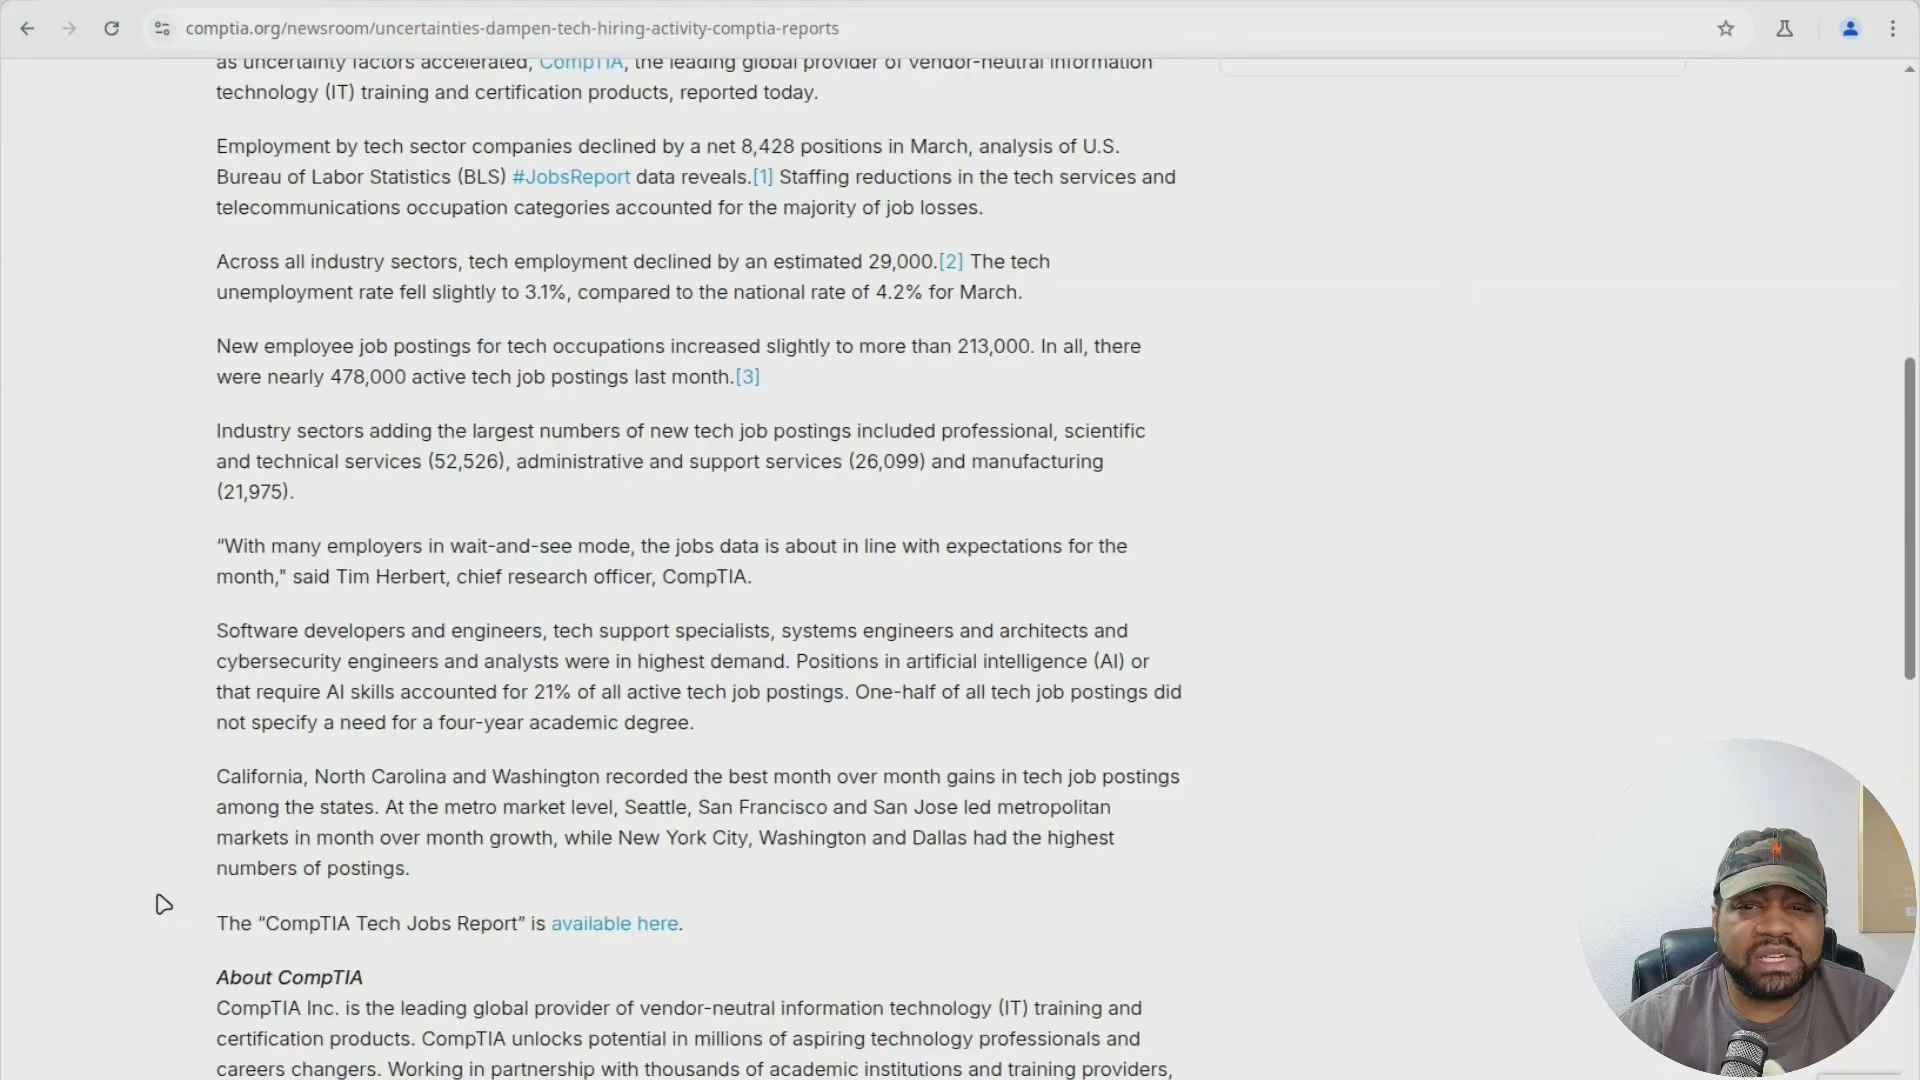 comptia.org/newsroom/uncertainties-dampen-tech-hiring-activity-comptia-reports
as uncertainty factors accelerated, CompTIA, the leading global provider of vendor-neutral information
technology (IT) training and certification products, reported today.
Employment by tech sector companies declined by a net 8,428 positions in March, analysis of U.S.
Bureau of Labor Statistics (BLS) #JobsReport data reveals.[1] Staffing reductions in the tech services and
telecommunications occupation categories accounted for the majority of job losses.
Across all industry sectors, tech employment declined by an estimated 29,000.[2] The tech
unemployment rate fell slightly to 3.1%, compared to the national rate of 4.2% for March.
New employee job postings for tech occupations increased slightly to more than 213,000. In all, there
were nearly 478,000 active tech job postings last month.[3]
Industry sectors adding the largest numbers of new tech job postings included professional, scientific
and technical services (52,526), administrative and support services (26,099) and manufacturing
(21,975).
“With many employers in wait-and-see mode, the jobs data is about in line with expectations for the
month," said Tim Herbert, chief research officer, CompTIA.
Software developers and engineers, tech support specialists, systems engineers and architects and
cybersecurity engineers and analysts were in highest demand. Positions in artificial intelligence (AI) or
that require AI skills accounted for 21% of all active tech job postings. One-half of all tech job postings did
not specify a need for a four-year academic degree.
California, North Carolina and Washington recorded the best month over month gains in tech job postings
among the states. At the metro market level, Seattle, San Francisco and San Jose led metropolitan
markets in month over month growth, while New York City, Washington and Dallas had the highest
numbers of postings.
The “CompTIA Tech Jobs Report” is available here.
About CompTIA
CompTIA Inc. is the leading global provider of vendor-neutral information technology (IT) training and
certification products. CompTIA unlocks potential in millions of aspiring technology professionals and
careers changers. Working in partnership with thousands of academic institutions and training providers,